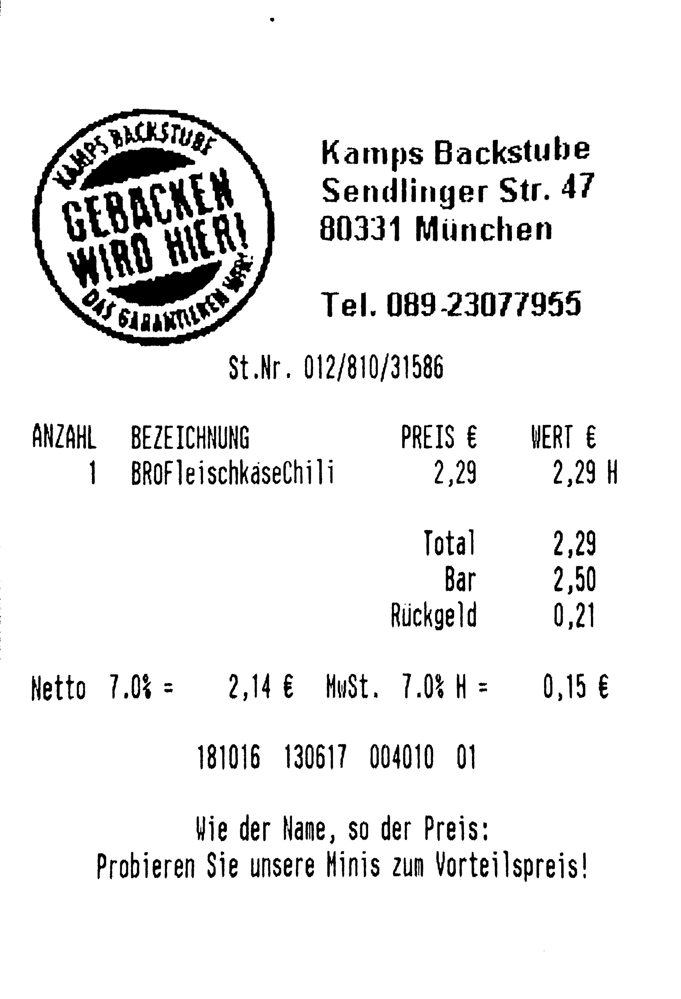 KAMPS BACKSTUBE
GEBACKEN
WIRD HIER!
DAS GARANTIEREN WIR!
Kamps Backstube
Sendlinger Str. 47
80331 München
Tel. 089-23077955
St.Nr. 012/810/31586
ANZAHL BEZEICHNUNG PREIS € WERT €
1 BROFleischkäseChili 2,29 2,29 H
Total 2,29
Bar 2,50
Rückgeld 0,21
Netto 7.0% = 2,14 € MwSt. 7.0% H = 0,15 €
181016 130617 004010 01
Wie der Name, so der Preis:
Probieren Sie unsere Minis zum Vorteilspreis!